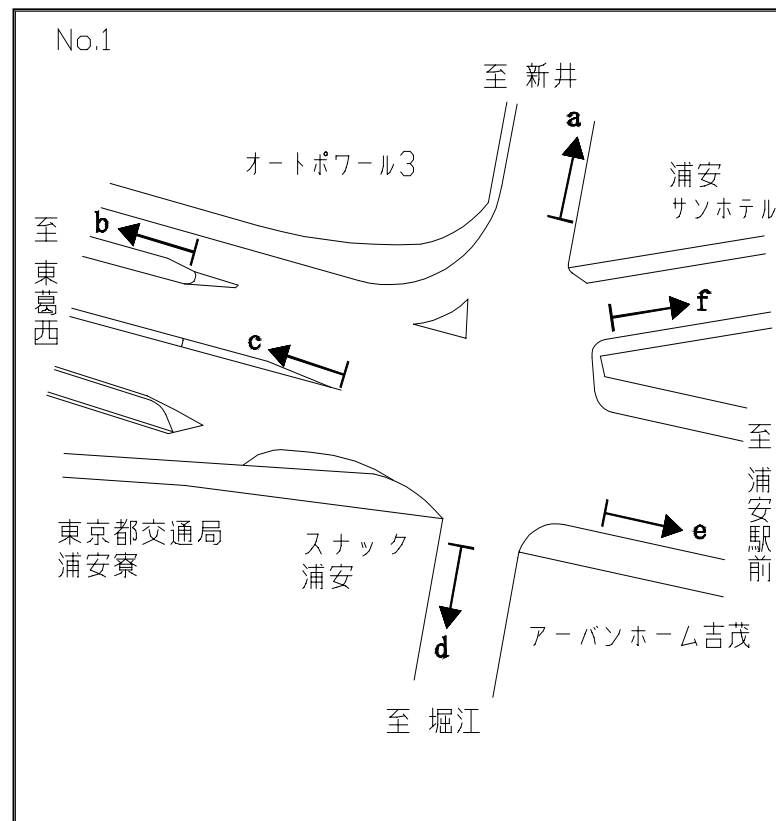 No.1
至 新井
a
オートポワール3
浦安
サンホテル
b
至 東葛西
f
c
至 浦安駅前
東京都交通局
浦安寮
スナック
浦安
e
d
アーバンホーム吉茂
至 堀江